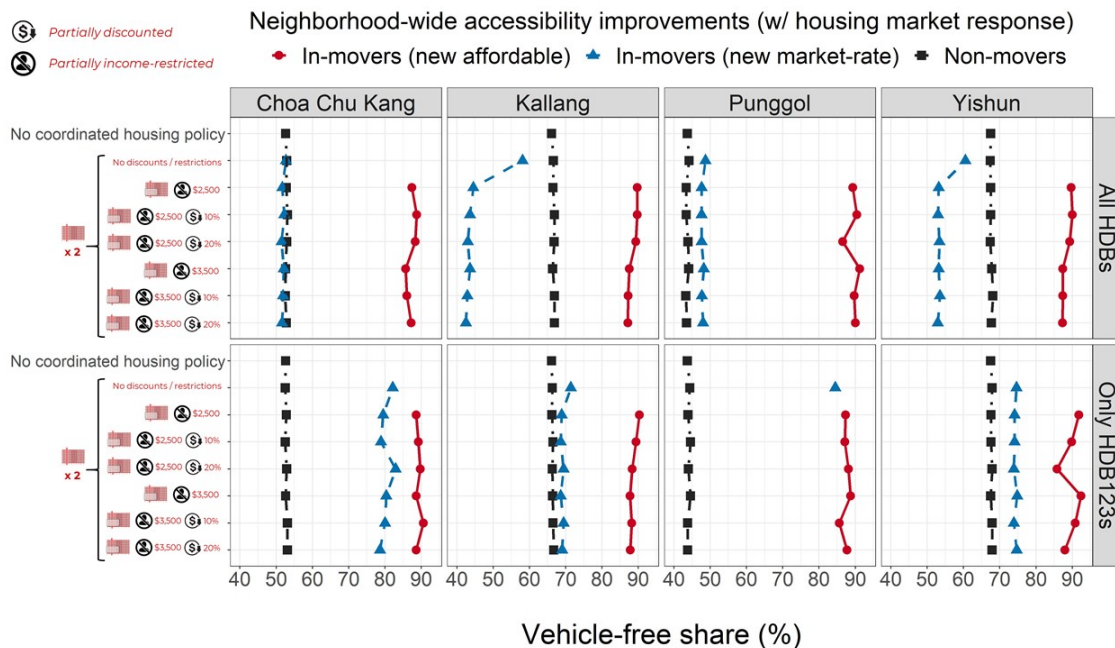 Neighborhood-wide accessibility improvements (w/ housing market response)
Partially discounted
Partially income-restricted
In-movers (new affordable) In-movers (new market-rate) Non-movers
Choa Chu Kang Kallang Punggol Yishun
No coordinated housing policy
No discounts / restrictions
$2,500
$2,500 10%
x 2
$2,500 20%
$3,500
$3,500 10%
$3,500 20%
All HDBs
No coordinated housing policy
No discounts / restrictions
$2,500
$2,500 10%
x 2
$2,500 20%
$3,500
$3,500 10%
$3,500 20%
Only HDB123s
40 50 60 70 80 90 40 50 60 70 80 90 40 50 60 70 80 90 40 50 60 70 80 90
Vehicle-free share (%)